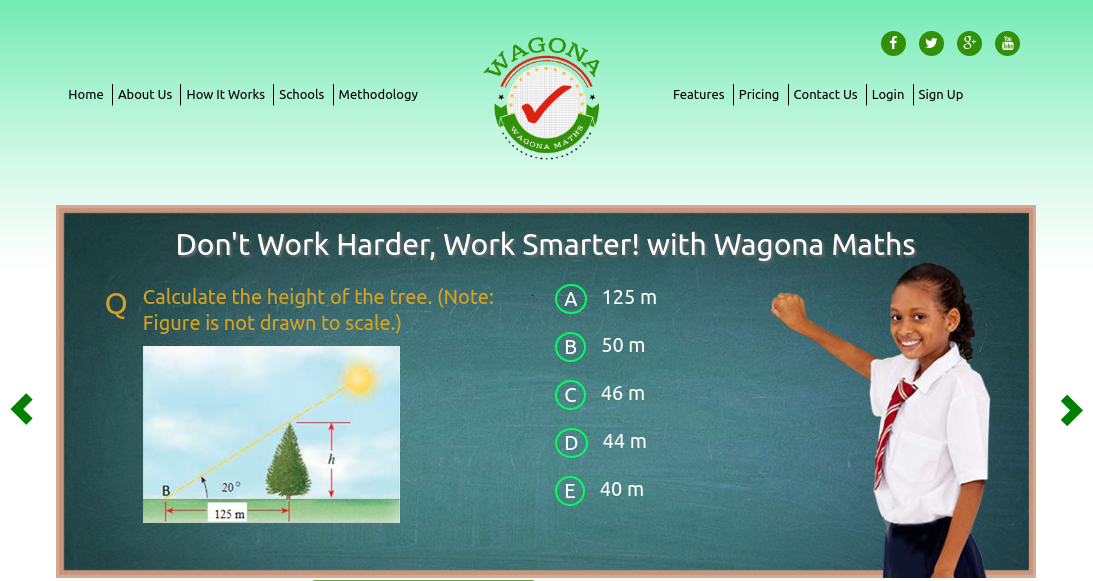 WAGONA
WAGONA MATHS
Home
About Us
How It Works
Schools
Methodology
Features
Pricing
Contact Us
Login
Sign Up
You
Tube
Don't Work Harder, Work Smarter! with Wagona Maths
Q
Calculate the height of the tree. (Note:
Figure is not drawn to scale.)
B
20°
h
125 m
A 125 m
B 50 m
C 46 m
D 44 m
E 40 m